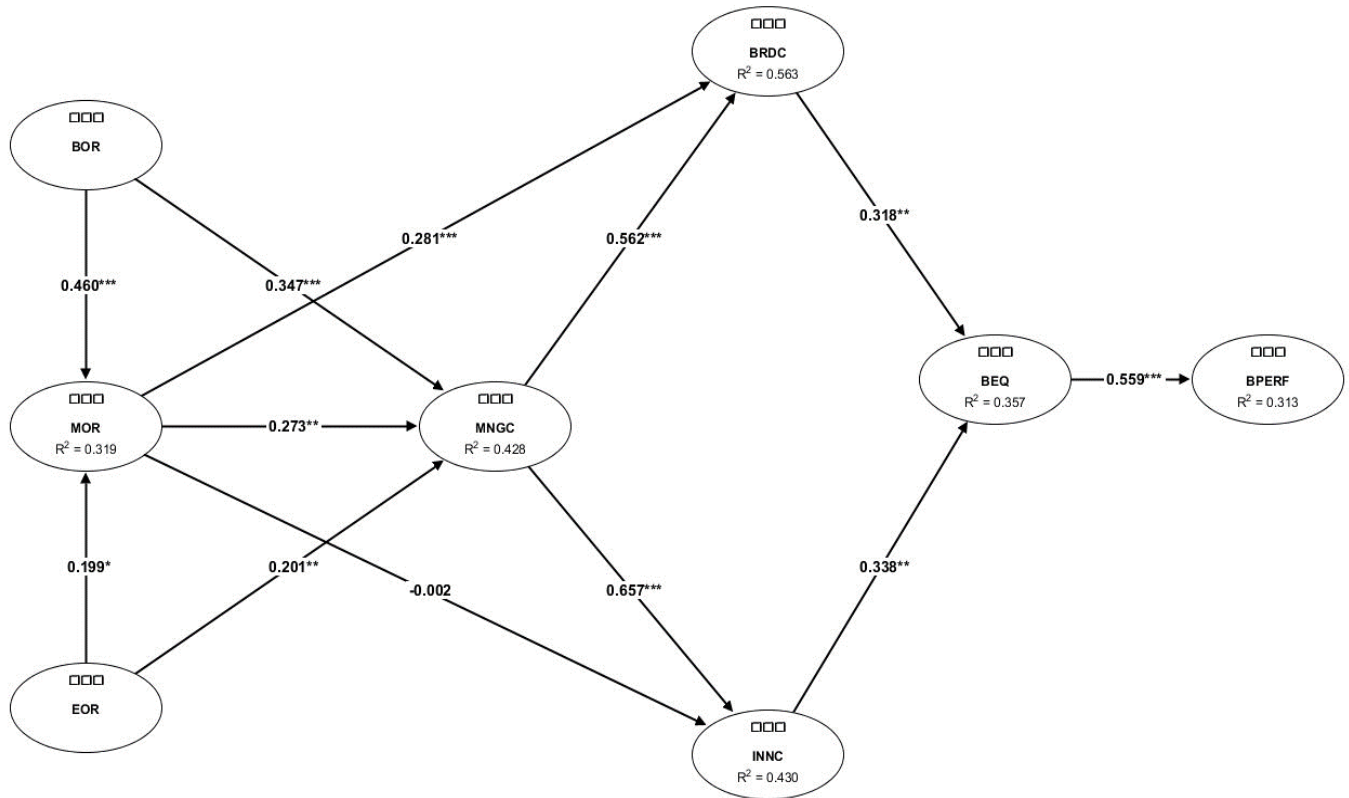 BRDC
R² = 0.563
BOR
0.318**
0.281***
0.562***
0.460***
0.347***
BEQ
R² = 0.357
0.559***
BPERF
R² = 0.313
MOR
R² = 0.319
0.273**
MNGC
R² = 0.428
0.199*
0.201**
-0.002
0.657***
0.338**
EOR
INNC
R² = 0.430